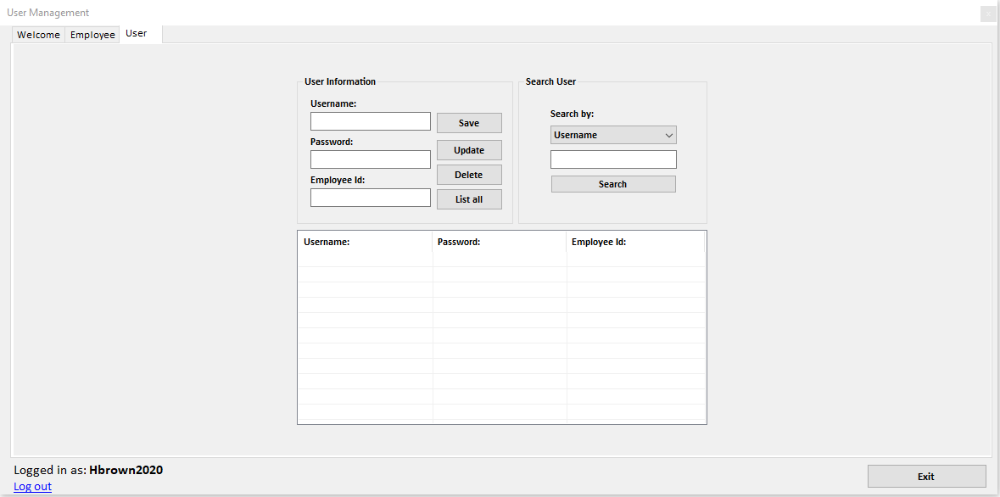 User Management
Welcome Employee User
User Information
Username:
Save
Password:
Update
Delete
Employee Id:
List all
Search User
Search by:
Username
Search
Username: Password: Employee Id:
Logged in as: Hbrown2020
Log out
Exit